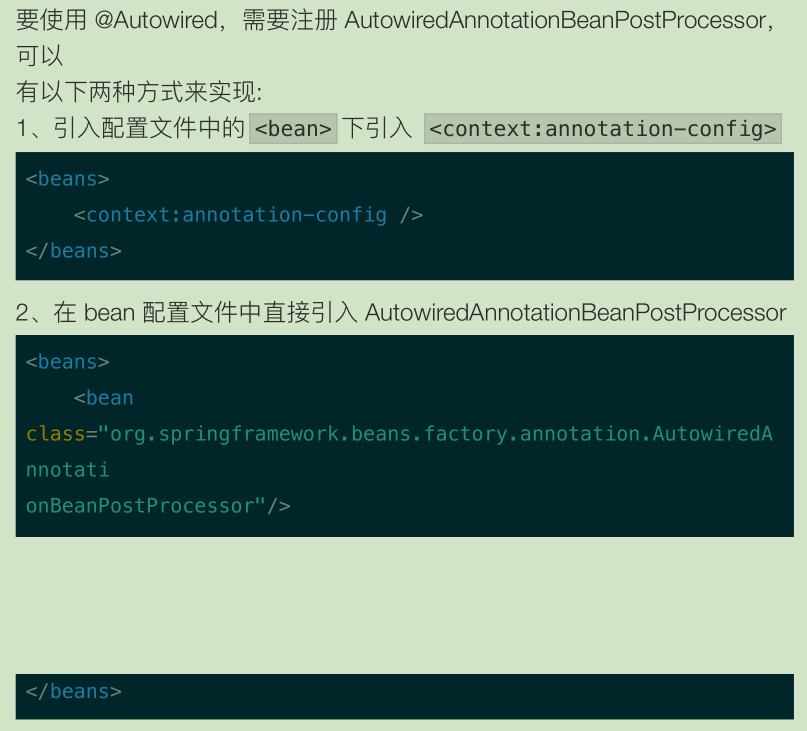 要使用 @Autowired，需要注册 AutowiredAnnotationBeanPostProcessor，
可以
有以下两种方式来实现:
1、引入配置文件中的 <bean> 下引入 <context:annotation-config>
<beans>
    <context:annotation-config />
</beans>
2、在 bean 配置文件中直接引入 AutowiredAnnotationBeanPostProcessor
<beans>
    <bean
class="org.springframework.beans.factory.annotation.AutowiredA
nnotati
onBeanPostProcessor"/>
</beans>